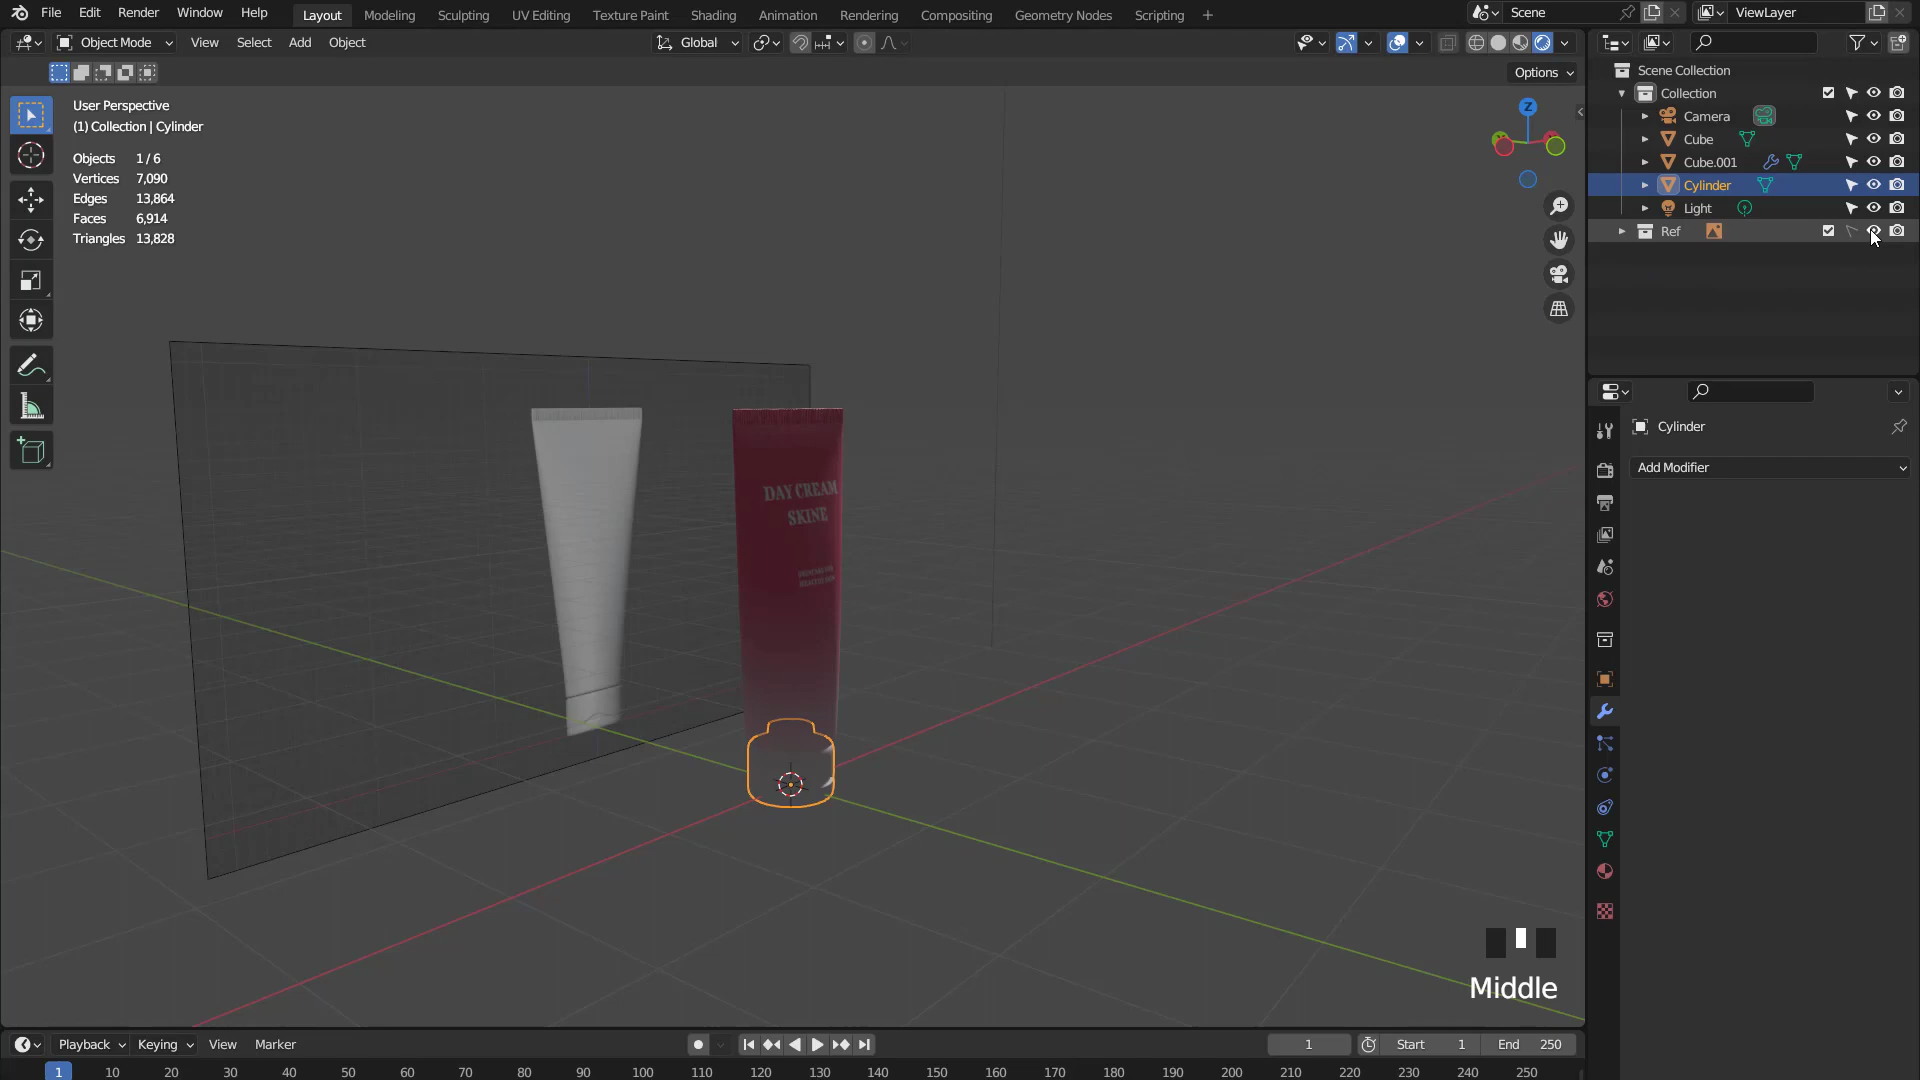 File Edit Render Window Help Layout Modeling Sculpting UV Editing Texture Paint Shading Animation Rendering Compositing Geometry Nodes Scripting + Scene ViewLayer
Object Mode View Select Add Object Global
Options
User Perspective
(1) Collection | Cylinder
Objects 1 / 6
Vertices 7,090
Edges 13,864
Faces 6,914
Triangles 13,828
Z
DAY CREAM
SKINE
Scene Collection
Collection
Camera
Cube
Cube.001
Cylinder
Light
Ref
Cylinder
Add Modifier
Middle
Playback Keying View Marker 1 Start 1 End 250
1 10 20 30 40 50 60 70 80 90 100 110 120 130 140 150 160 170 180 190 200 210 220 230 240 250